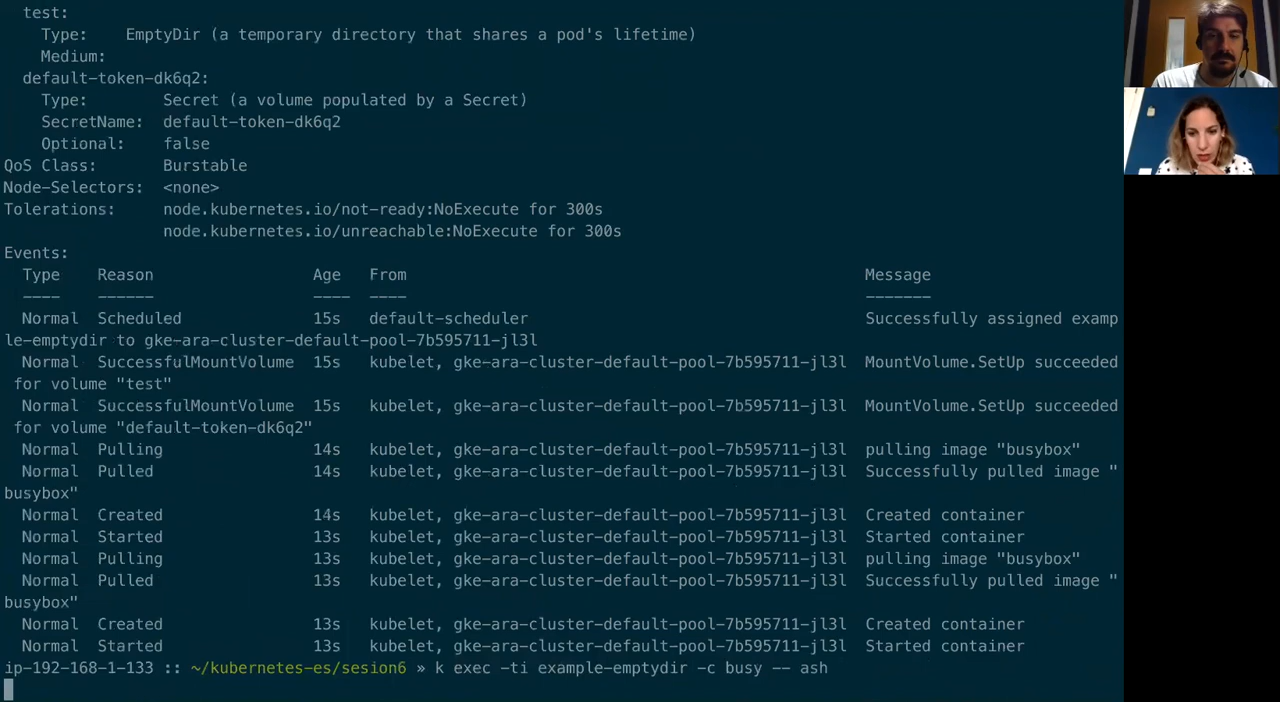 test:
Type:    EmptyDir (a temporary directory that shares a pod's lifetime)
Medium:
default-token-dk6q2:
Type:        Secret (a volume populated by a Secret)
SecretName:  default-token-dk6q2
Optional:    false
QoS Class:       Burstable
Node-Selectors:  <none>
Tolerations:     node.kubernetes.io/not-ready:NoExecute for 300s
node.kubernetes.io/unreachable:NoExecute for 300s
Events:
Type    Reason                 Age   From                                                 Message
----    ------                 ----  ----                                                 -------
Normal  Scheduled              15s   default-scheduler                                    Successfully assigned examp
le-emptydir to gke-ara-cluster-default-pool-7b595711-jl3l
Normal  SuccessfulMountVolume  15s   kubelet, gke-ara-cluster-default-pool-7b595711-jl3l  MountVolume.SetUp succeeded
for volume "test"
Normal  SuccessfulMountVolume  15s   kubelet, gke-ara-cluster-default-pool-7b595711-jl3l  MountVolume.SetUp succeeded
for volume "default-token-dk6q2"
Normal  Pulling                14s   kubelet, gke-ara-cluster-default-pool-7b595711-jl3l  pulling image "busybox"
Normal  Pulled                 14s   kubelet, gke-ara-cluster-default-pool-7b595711-jl3l  Successfully pulled image "
busybox"
Normal  Created                14s   kubelet, gke-ara-cluster-default-pool-7b595711-jl3l  Created container
Normal  Started                13s   kubelet, gke-ara-cluster-default-pool-7b595711-jl3l  Started container
Normal  Pulling                13s   kubelet, gke-ara-cluster-default-pool-7b595711-jl3l  pulling image "busybox"
Normal  Pulled                 13s   kubelet, gke-ara-cluster-default-pool-7b595711-jl3l  Successfully pulled image "
busybox"
Normal  Created                13s   kubelet, gke-ara-cluster-default-pool-7b595711-jl3l  Created container
Normal  Started                13s   kubelet, gke-ara-cluster-default-pool-7b595711-jl3l  Started container
ip-192-168-1-133 :: ~/kubernetes-es/sesion6 » k exec -ti example-emptydir -c busy -- ash